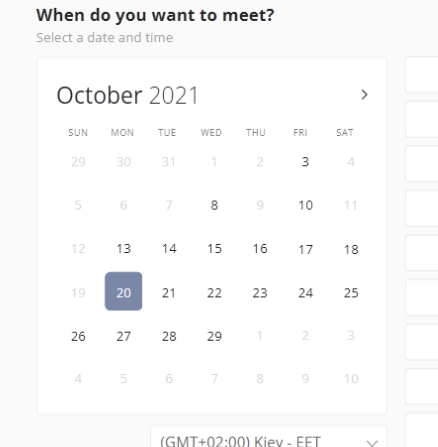 When do you want to meet?
Select a date and time
October 2021
SUN MON TUE WED THU FRI SAT
29 30 31 1 2 3 4
5 6 7 8 9 10 11
12 13 14 15 16 17 18
19 20 21 22 23 24 25
26 27 28 29 1 2 3
4 5 6 7 8 9 10
(GMT+02:00) Kiev - EET